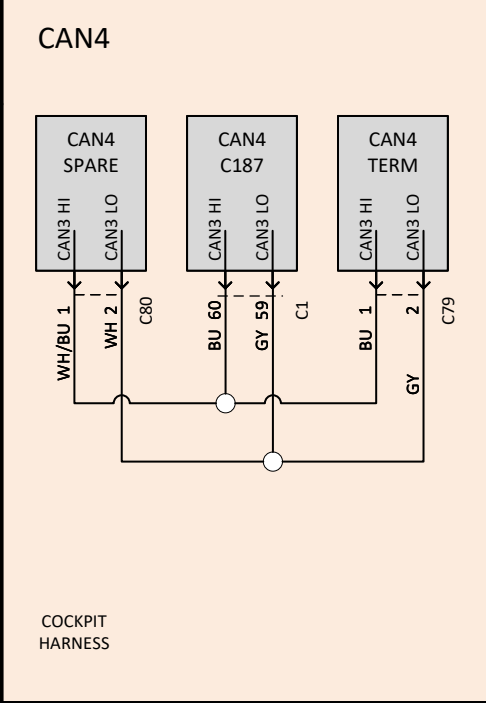 CAN4
CAN4
SPARE
CAN3 HI
CAN3 LO
CAN4
C187
CAN3 HI
CAN3 LO
CAN4
TERM
CAN3 HI
CAN3 LO
WH/BU 1
WH 2
C80
BU 60
GY 59
C1
BU 1
GY 2
C79
COCKPIT
HARNESS